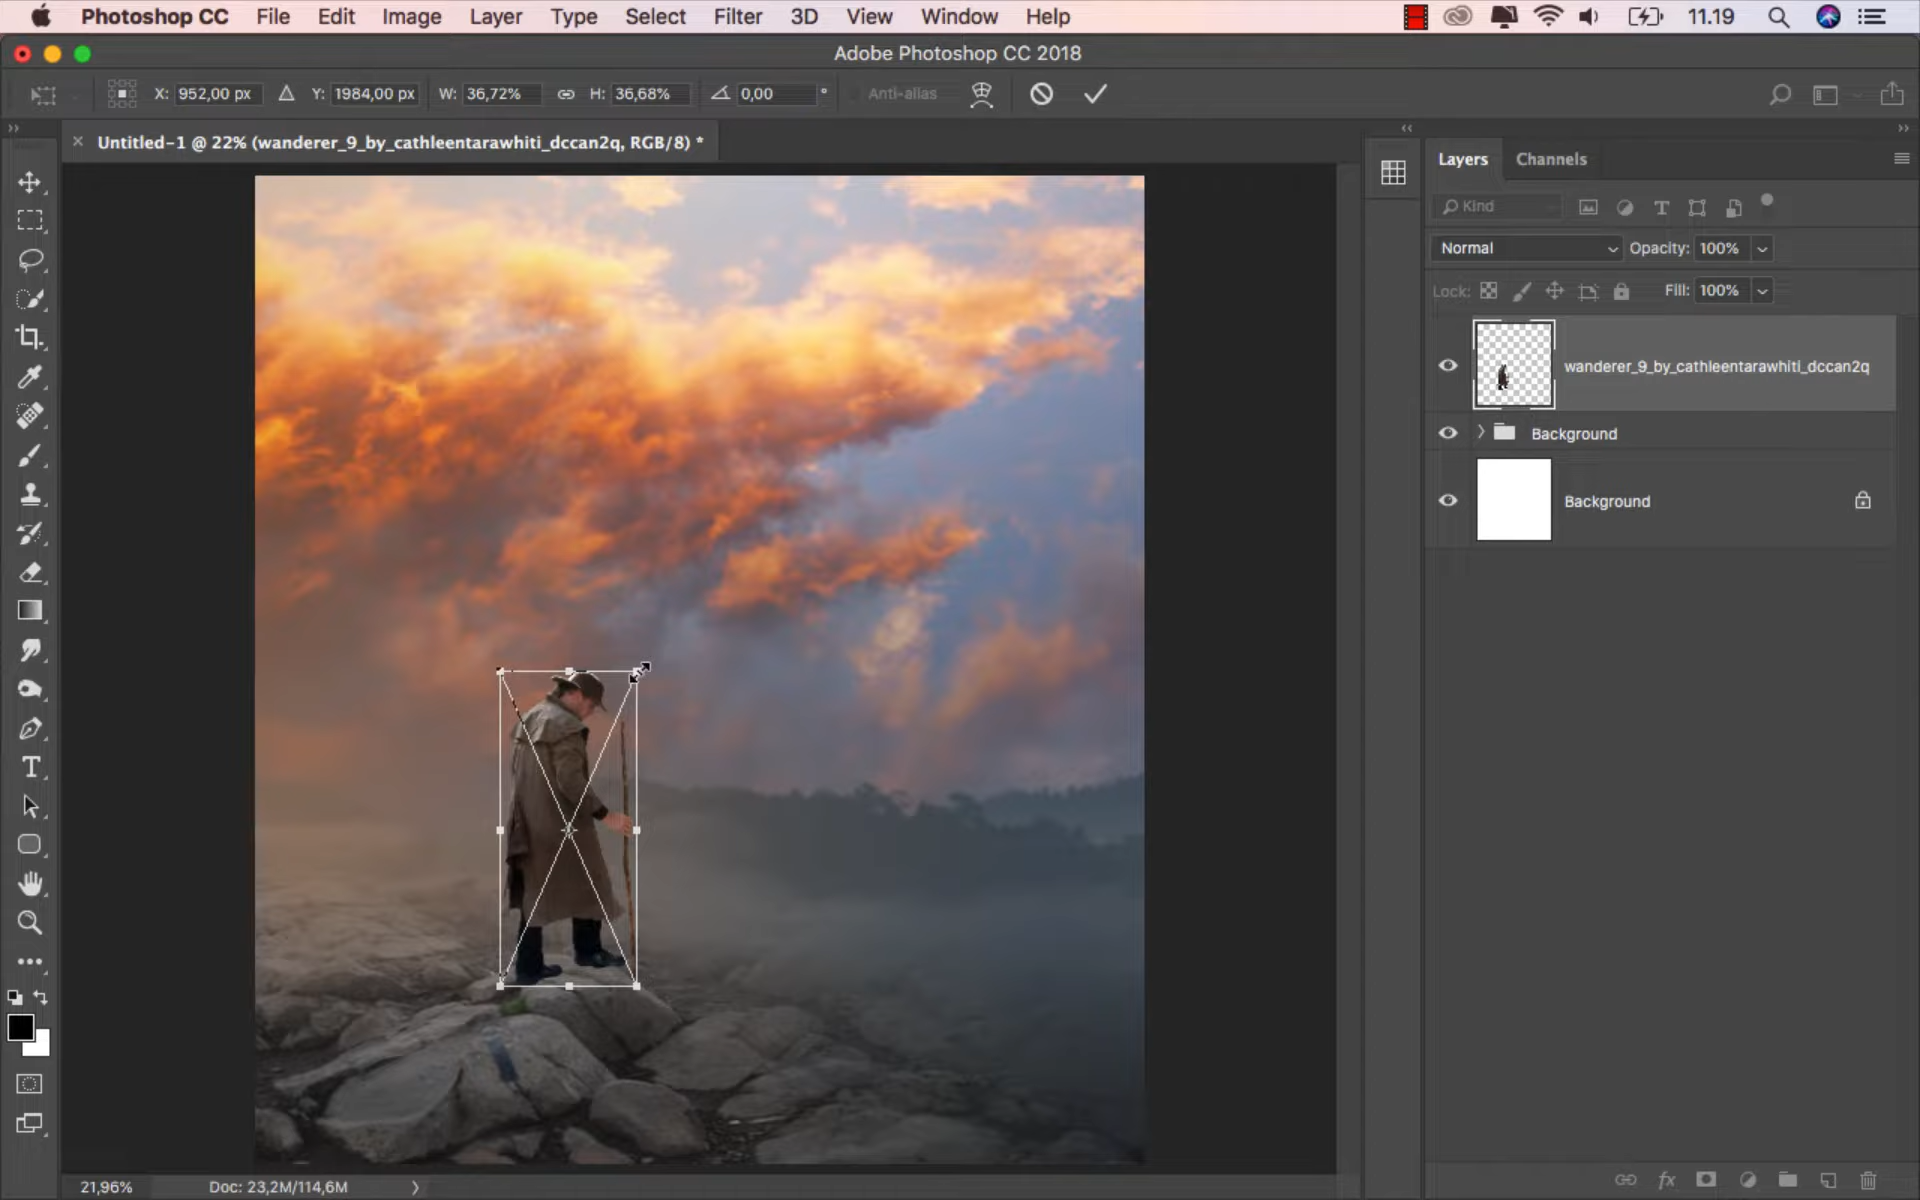 Photoshop CC File Edit Image Layer Type Select Filter 3D View Window Help 11.19
Adobe Photoshop CC 2018
X: 952,00 px Y: 1984,00 px W: 36,72% H: 36,68% 0,00 ° Anti-alias
Untitled-1 @ 22% (wanderer_9_by_cathleentarawhiti_dccan2q, RGB/8) *
Layers Channels
Kind
Normal Opacity: 100%
Lock: Fill: 100%
wanderer_9_by_cathleentarawhiti_dccan2q
Background
Background
21,96% Doc: 23,2M/114,6M